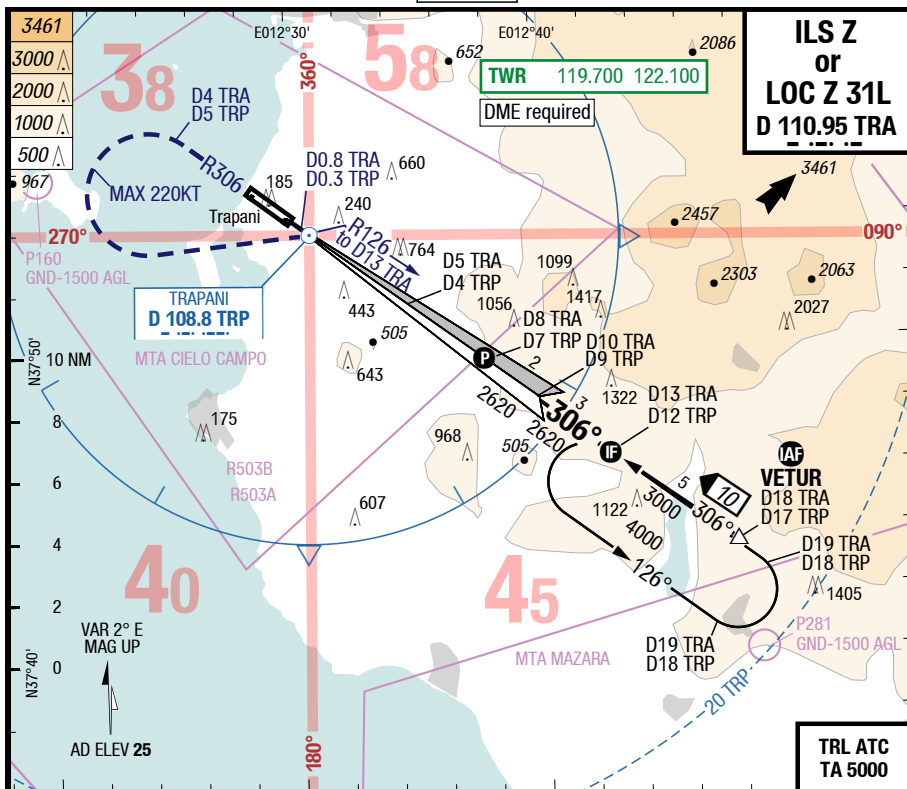 3461
3000
2000
1000
500
38
58
E012°30'
E012°40'
360°
652
2086
TWR 119.700 122.100
DME required
ILS Z
or
LOC Z 31L
D 110.95 TRA
D4 TRA
D5 TRP
R306
MAX 220KT
967
185
Trapani
D0.8 TRA
D0.3 TRP
660
240
3461
270°
090°
R126
to D13 TRA
764
2457
P160
GND-1500 AGL
D5 TRA
D4 TRP
1099
2303
2063
TRAPANI
D 108.8 TRP
443
1056
1417
2027
505
D8 TRA
D7 TRP
P
D10 TRA
D9 TRP
N37°50'
10 NM
MTA CIELO CAMPO
643
2
3
1322
2620
2620
306°
D13 TRA
D12 TRP
8
175
968
505
IF
IAF
VETUR
6
R503B
R503A
5
3000
10
306°
D18 TRA
D17 TRP
607
1122
4000
4
D19 TRA
D18 TRP
40
45
126°
2
1405
VAR 2° E
MAG UP
P281
GND-1500 AGL
N37°40'
0
MTA MAZARA
D19 TRA
D18 TRP
20 TRP
AD ELEV 25
180°
TRL ATC
TA 5000